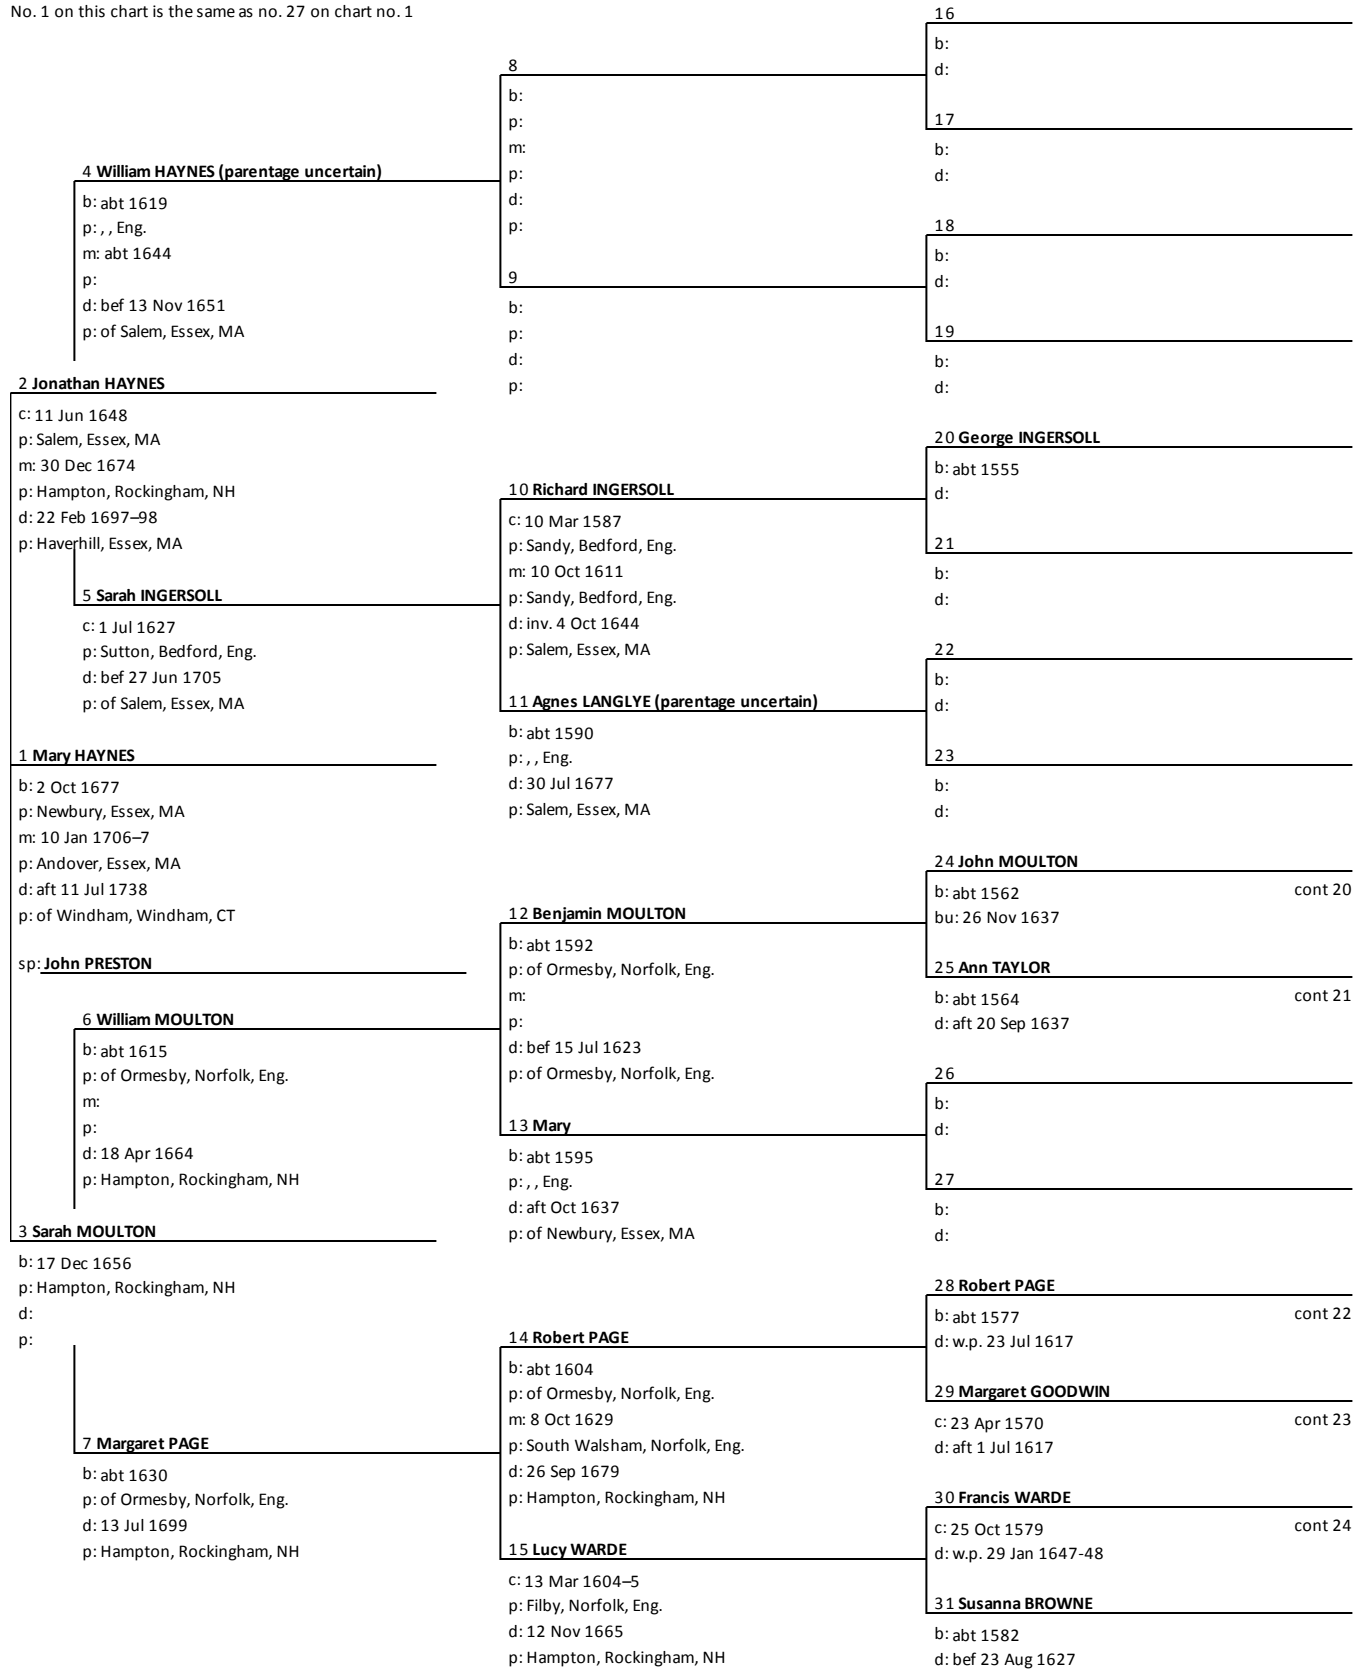 No. 1 on this chart is the same as no. 27 on chart no. 1
4 William HAYNES (parentage uncertain)
b: abt 1619
p: , , Eng.
m: abt 1644
p:
d: bef 13 Nov 1651
p: of Salem, Essex, MA
2 Jonathan HAYNES
c: 11 Jun 1648
p: Salem, Essex, MA
m: 30 Dec 1674
p: Hampton, Rockingham, NH
d: 22 Feb 1697–98
p: Haverhill, Essex, MA
5 Sarah INGERSOLL
c: 1 Jul 1627
p: Sutton, Bedford, Eng.
d: bef 27 Jun 1705
p: of Salem, Essex, MA
1 Mary HAYNES
b: 2 Oct 1677
p: Newbury, Essex, MA
m: 10 Jan 1706–7
p: Andover, Essex, MA
d: aft 11 Jul 1738
p: of Windham, Windham, CT
sp: John PRESTON
6 William MOULTON
b: abt 1615
p: of Ormesby, Norfolk, Eng.
m:
p:
d: 18 Apr 1664
p: Hampton, Rockingham, NH
3 Sarah MOULTON
b: 17 Dec 1656
p: Hampton, Rockingham, NH
d:
p:
7 Margaret PAGE
b: abt 1630
p: of Ormesby, Norfolk, Eng.
d: 13 Jul 1699
p: Hampton, Rockingham, NH
8
b:
p:
m:
p:
d:
p:
9
b:
p:
d:
p:
10 Richard INGERSOLL
c: 10 Mar 1587
p: Sandy, Bedford, Eng.
m: 10 Oct 1611
p: Sandy, Bedford, Eng.
d: inv. 4 Oct 1644
p: Salem, Essex, MA
11 Agnes LANGLYE (parentage uncertain)
b: abt 1590
p: , , Eng.
d: 30 Jul 1677
p: Salem, Essex, MA
12 Benjamin MOULTON
b: abt 1592
p: of Ormesby, Norfolk, Eng.
m:
p:
d: bef 15 Jul 1623
p: of Ormesby, Norfolk, Eng.
13 Mary
b: abt 1595
p: , , Eng.
d: aft Oct 1637
p: of Newbury, Essex, MA
14 Robert PAGE
b: abt 1604
p: of Ormesby, Norfolk, Eng.
m: 8 Oct 1629
p: South Walsham, Norfolk, Eng.
d: 26 Sep 1679
p: Hampton, Rockingham, NH
15 Lucy WARDE
c: 13 Mar 1604–5
p: Filby, Norfolk, Eng.
d: 12 Nov 1665
p: Hampton, Rockingham, NH
16
b:
d:
17
b:
d:
18
b:
d:
19
b:
d:
20 George INGERSOLL
b: abt 1555
d:
21
b:
d:
22
b:
d:
23
b:
d:
24 John MOULTON
b: abt 1562 cont 20
bu: 26 Nov 1637
25 Ann TAYLOR
b: abt 1564 cont 21
d: aft 20 Sep 1637
26
b:
d:
27
b:
d:
28 Robert PAGE
b: abt 1577 cont 22
d: w.p. 23 Jul 1617
29 Margaret GOODWIN
c: 23 Apr 1570 cont 23
d: aft 1 Jul 1617
30 Francis WARDE
c: 25 Oct 1579 cont 24
d: w.p. 29 Jan 1647-48
31 Susanna BROWNE
b: abt 1582
d: bef 23 Aug 1627